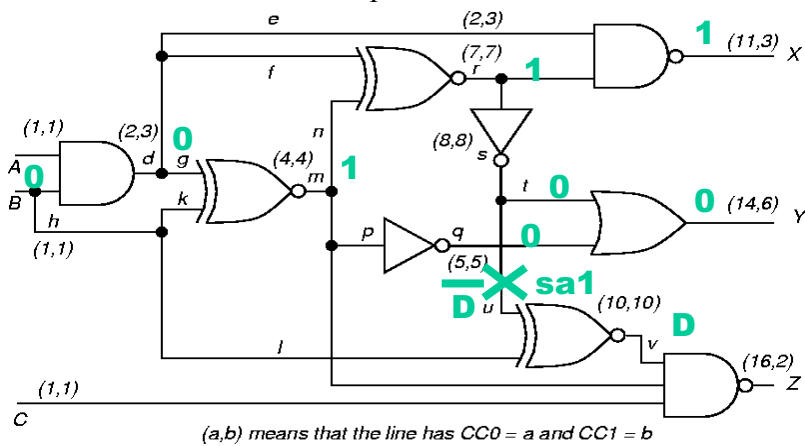 e
(2,3)
1
(11,3)
X
f
(7,7)
r
1
n
(1,1)
(2,3)
0
(4,4)
(8,8)
s
A
d
g
m
1
0
B
k
t
0
0
(14,6)
Y
h
p
q
0
(1,1)
(5,5)
D
sa1
u
(10,10)
D
l
v
(16,2)
Z
(1,1)
C
(a,b) means that the line has CC0 = a and CC1 = b